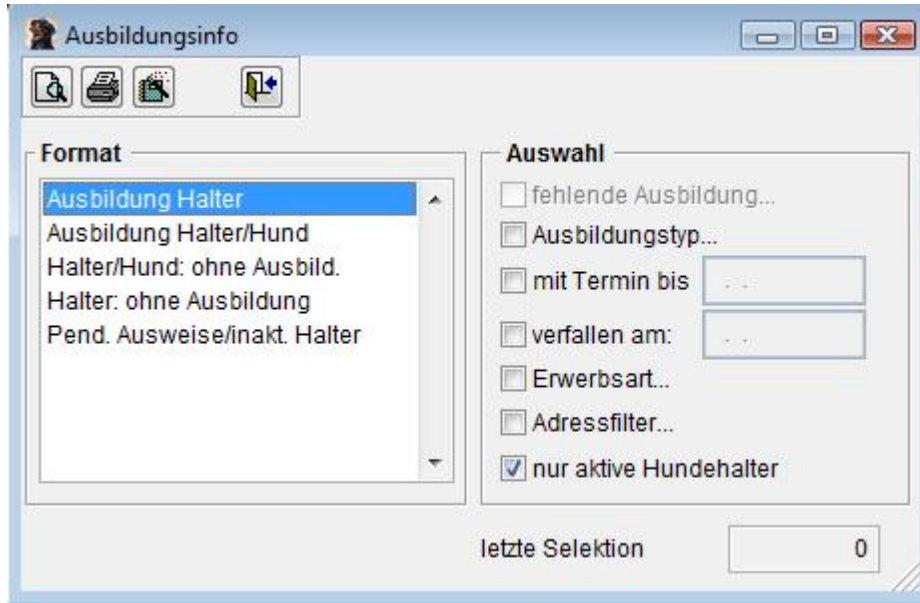 Ausbildungsinfo
Format
Ausbildung Halter
Ausbildung Halter/Hund
Halter/Hund: ohne Ausbild.
Halter: ohne Ausbildung
Pend. Ausweise/inakt. Halter
Auswahl
fehlende Ausbildung...
Ausbildungstyp...
mit Termin bis . .
verfallen am: . .
Erwerbsart...
Adressfilter...
nur aktive Hundehalter
letzte Selektion 0